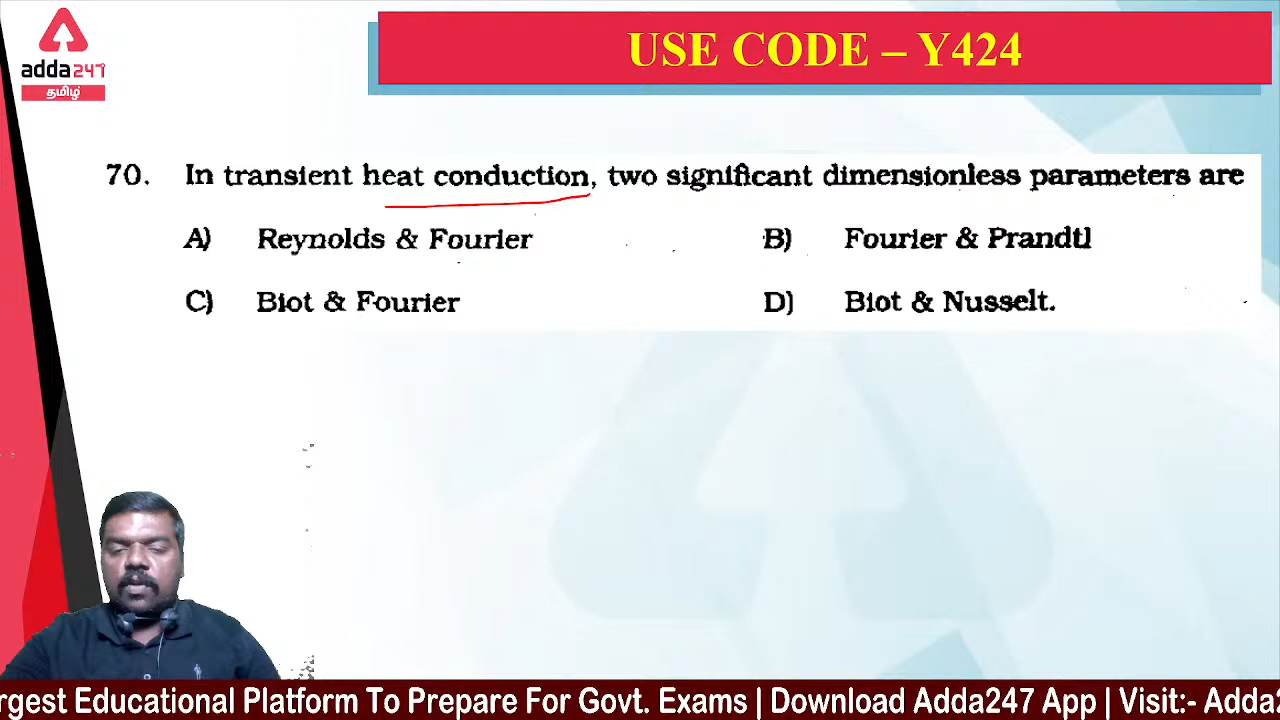 USE CODE – Y424
adda247
தமிழ்
70. In transient heat conduction, two significant dimensionless parameters are
A) Reynolds & Fourier B) Fourier & Prandtl
C) Biot & Fourier D) Biot & Nusselt.
rgest Educational Platform To Prepare For Govt. Exams | Download Adda247 App | Visit:- Adda2